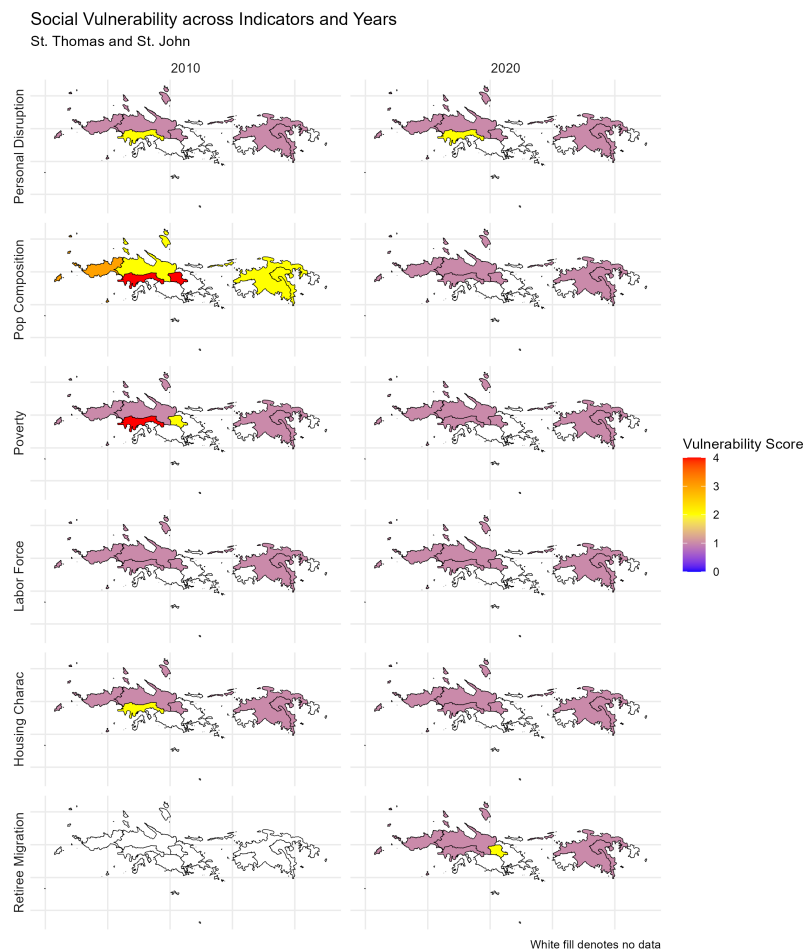 Social Vulnerability across Indicators and Years
St. Thomas and St. John
2010
2020
Personal Disruption
Pop Composition
Poverty
Labor Force
Housing Charac
Retiree Migration
Vulnerability Score
4
3
2
1
0
White fill denotes no data